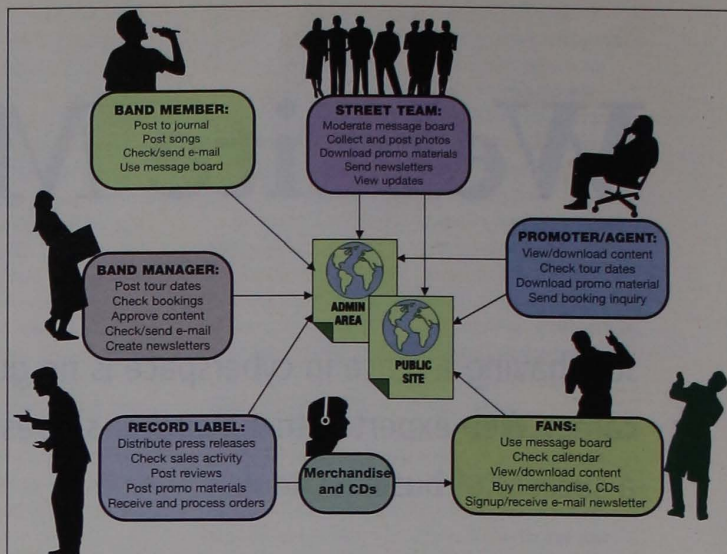 BAND MEMBER:
Post to journal
Post songs
Check/send e-mail
Use message board
STREET TEAM:
Moderate message board
Collect and post photos
Download promo materials
Send newsletters
View updates
PROMOTER/AGENT:
View/download content
Check tour dates
Download promo material
Send booking inquiry
BAND MANAGER:
Post tour dates
Check bookings
Approve content
Check/send e-mail
Create newsletters
ADMIN
AREA
PUBLIC
SITE
RECORD LABEL:
Distribute press releases
Check sales activity
Post reviews
Post promo materials
Receive and process orders
Merchandise
and CDs
FANS:
Use message board
Check calendar
View/download content
Buy merchandise, CDs
Signup/receive e-mail newsletter